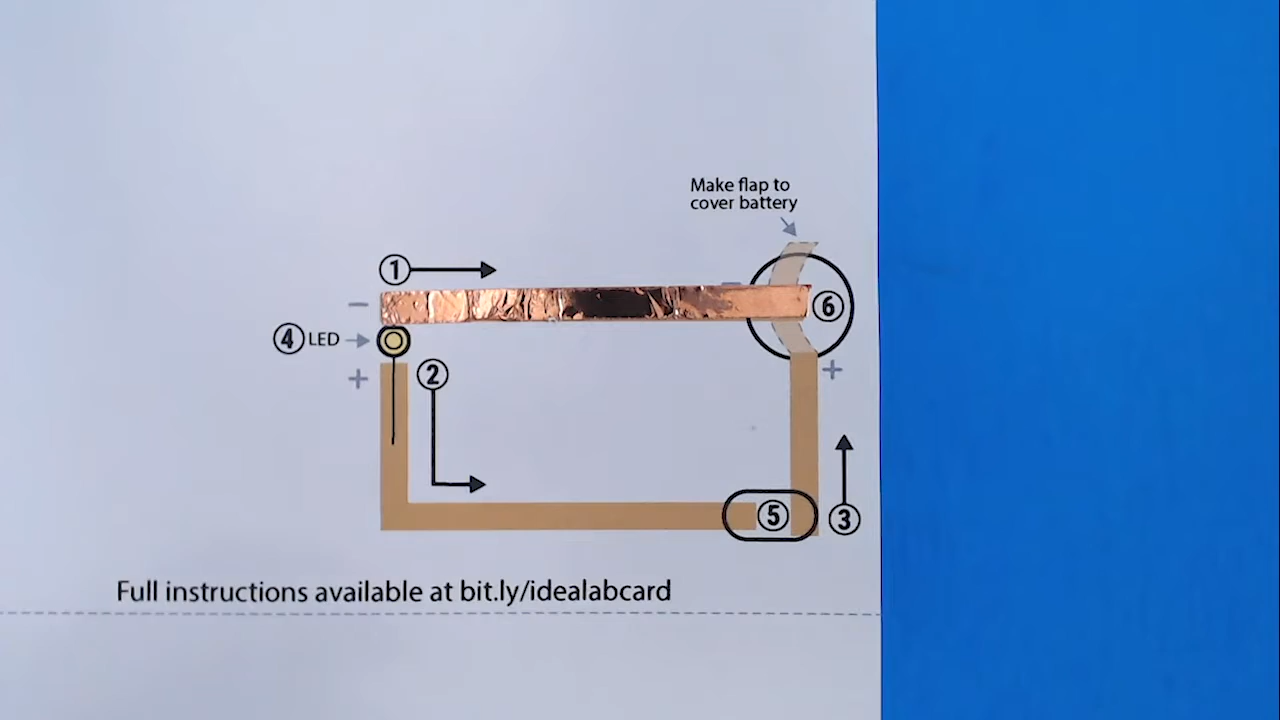 Make flap to
cover battery
1
−
6
4 LED
+
2
+
5
3
Full instructions available at bit.ly/idealabcard